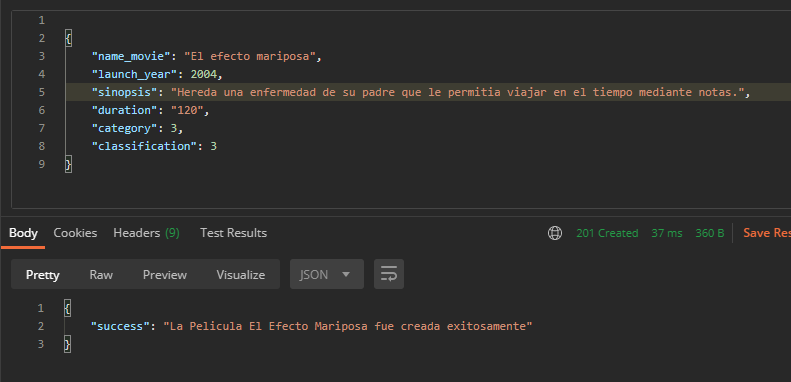 1
2 {
3 "name_movie": "El efecto mariposa",
4 "launch_year": 2004,
5 "sinopsis": "Hereda una enfermedad de su padre que le permitia viajar en el tiempo mediante notas.",
6 "duration": "120",
7 "category": 3,
8 "classification": 3
9 }
Body Cookies Headers (9) Test Results 201 Created 37 ms 360 B Save Res
Pretty Raw Preview Visualize JSON
1 {
2 "success": "La Pelicula El Efecto Mariposa fue creada exitosamente"
3 }